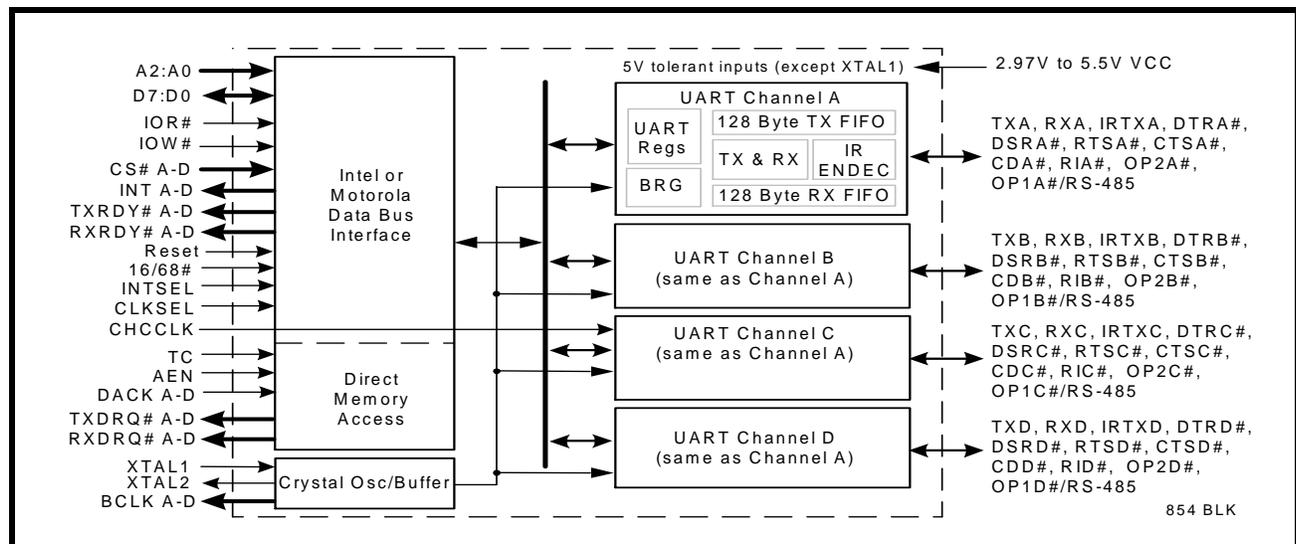 A2:A0
D7:D0
IOR#
IOW#
CS# A-D
INT A-D
TXRDY# A-D
RXRDY# A-D
Reset
16/68#
INTSEL
CLKSEL
CHCCLK
TC
AEN
DACK A-D
TXDRQ# A-D
RXDRQ# A-D
XTAL1
XTAL2
BCLK A-D
Intel or
Motorola
Data Bus
Interface
Direct
Memory
Access
Crystal Osc/Buffer
5V tolerant inputs (except XTAL1)
2.97V to 5.5V VCC
UART Channel A
UART
Regs
BRG
128 Byte TX FIFO
TX & RX
IR
ENDEC
128 Byte RX FIFO
TXA, RXA, IRTXA, DTRA#,
DSRA#, RTSA#, CTSA#,
CDA#, RIA#, OP2A#,
OP1A#/RS-485
UART Channel B
(same as Channel A)
TXB, RXB, IRTXB, DTRB#,
DSRB#, RTSB#, CTSB#,
CDB#, RIB#, OP2B#,
OP1B#/RS-485
UART Channel C
(same as Channel A)
TXC, RXC, IRTXC, DTRC#,
DSRC#, RTSC#, CTSC#,
CDC#, RIC#, OP2C#,
OP1C#/RS-485
UART Channel D
(same as Channel A)
TXD, RXD, IRTXD, DTRD#,
DSRD#, RTSD#, CTSD#,
CDD#, RID#, OP2D#,
OP1D#/RS-485
854 BLK